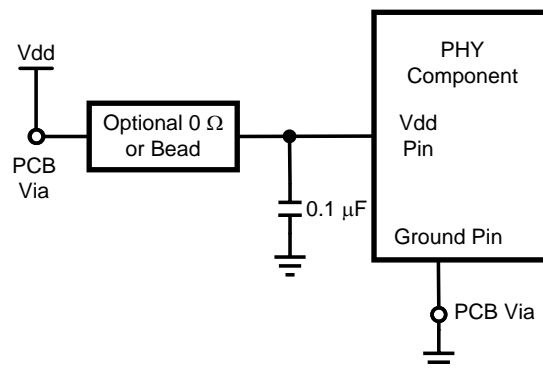 Vdd
PHY
Component
Optional 0 Ω
or Bead
Vdd
Pin
PCB
Via
0.1 μF
Ground Pin
PCB Via